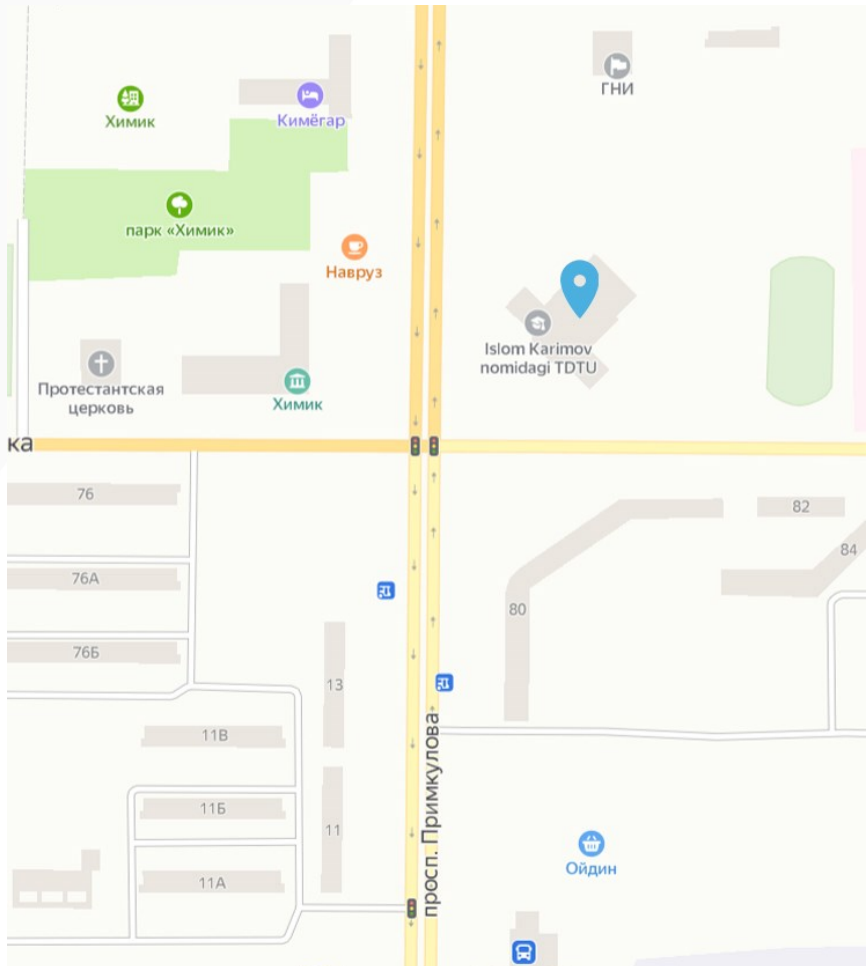 ГНИ
Химик
Кимёгар
парк «Химик»
Навруз
Islom Karimov
nomidagi TDTU
Протестантская
церковь
Химик
ка
76
82
84
76А
80
76Б
13
11В
просп. Примкулова
11Б
11
Ойдин
11А